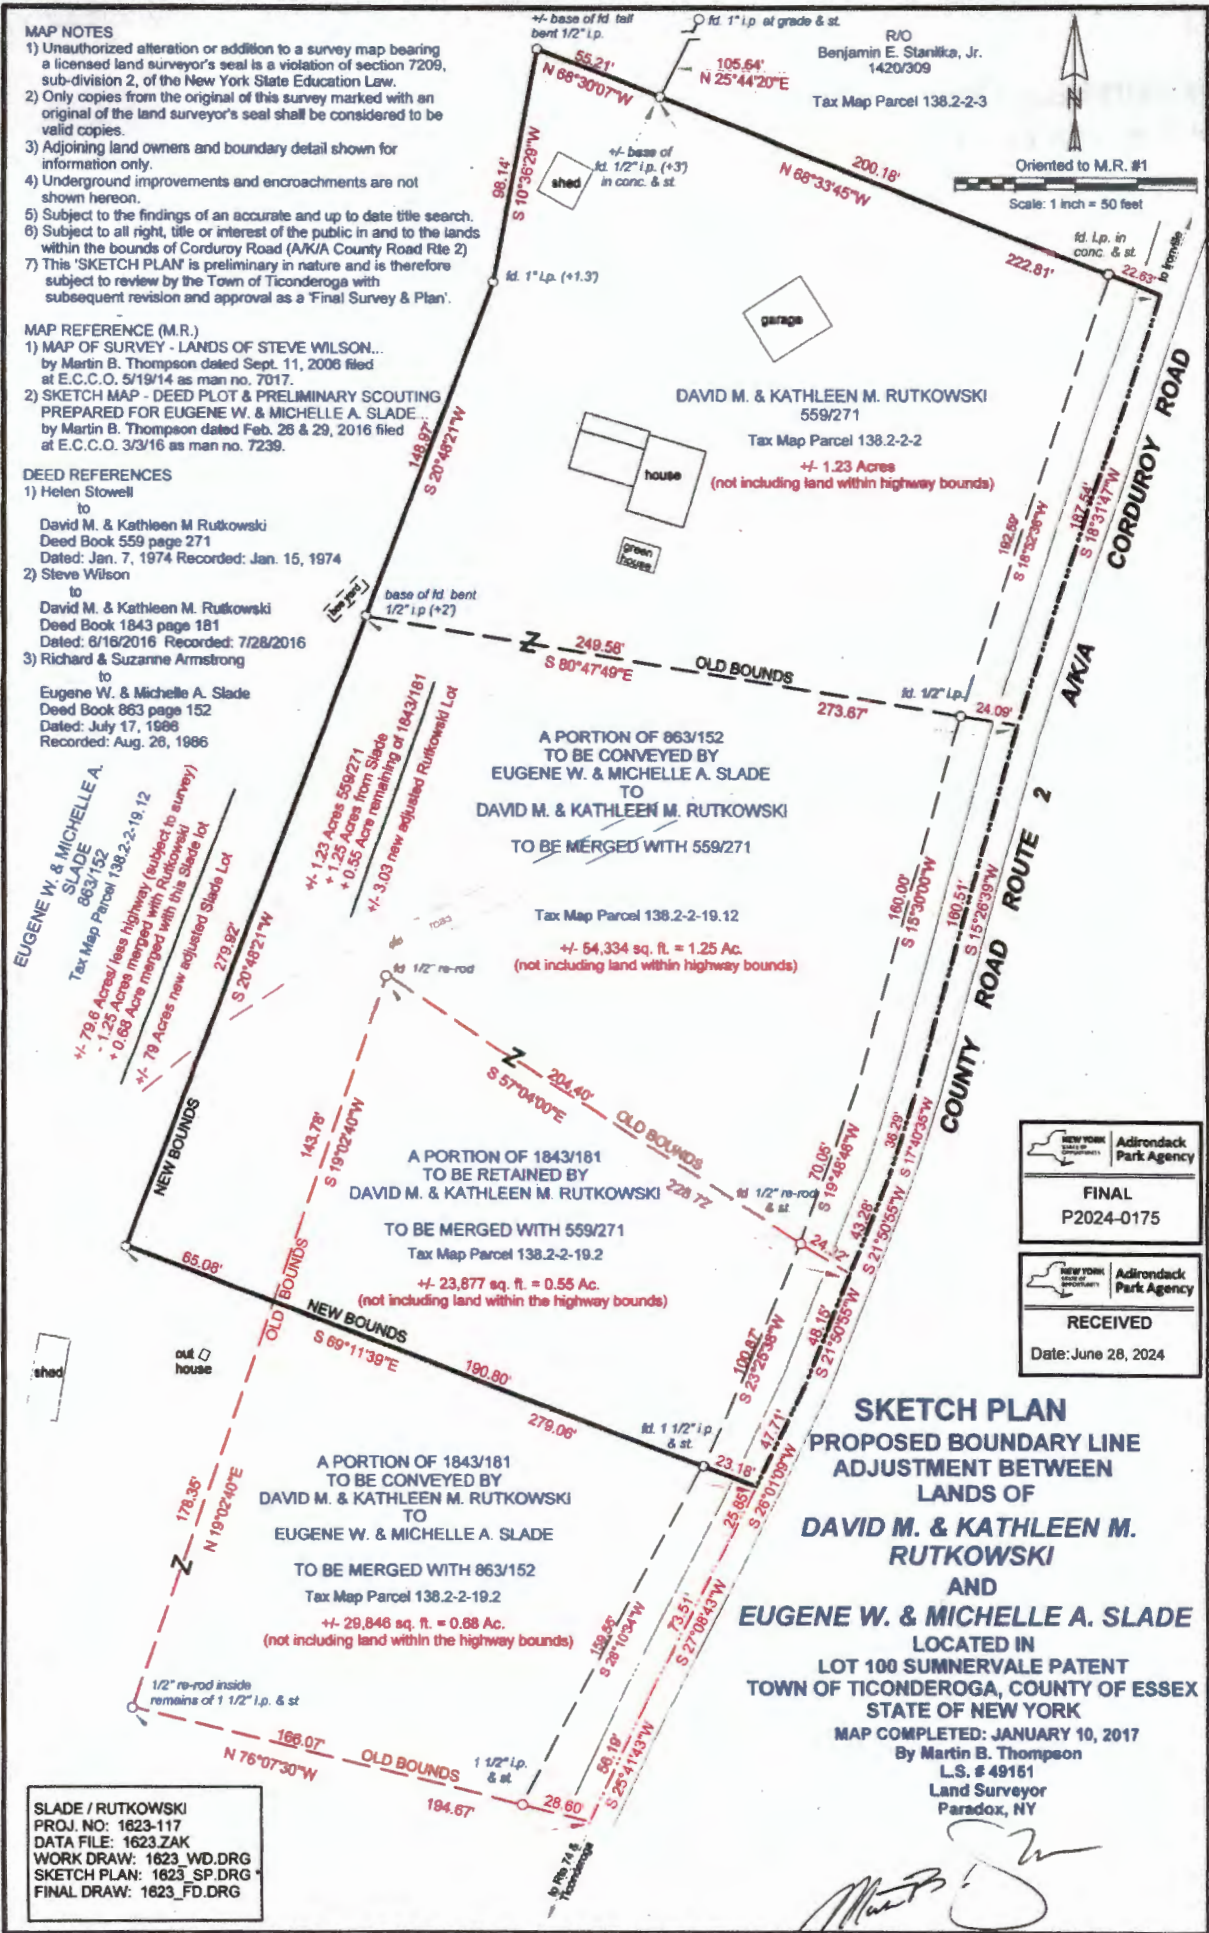 MAP NOTES
1) Unauthorized alteration or addition to a survey map bearing
a licensed land surveyor's seal is a violation of section 7209,
sub-division 2, of the New York State Education Law.
2) Only copies from the original of this survey marked with an
original of the land surveyor's seal shall be considered to be
valid copies.
3) Adjoining land owners and boundary detail shown for
information only.
4) Underground improvements and encroachments are not
shown hereon.
5) Subject to the findings of an accurate and up to date title search.
6) Subject to all right, title or interest of the public in and to the lands
within the bounds of Corduroy Road (A/K/A County Road Rte 2)
7) This 'SKETCH PLAN' is preliminary in nature and is therefore
subject to review by the Town of Ticonderoga with
subsequent revision and approval as a 'Final Survey & Plan'.
MAP REFERENCE (M.R.)
1) MAP OF SURVEY - LANDS OF STEVE WILSON...
by Martin B. Thompson dated Sept. 11, 2006 filed
at E.C.C.O. 5/19/14 as man no. 7017.
2) SKETCH MAP - DEED PLOT & PRELIMINARY SCOUTING
PREPARED FOR EUGENE W. & MICHELLE A. SLADE...
by Martin B. Thompson dated Feb. 26 & 29, 2016 filed
at E.C.C.O. 3/3/16 as man no. 7239.
DEED REFERENCES
1) Helen Stowell
to
David M. & Kathleen M Rutkowski
Deed Book 559 page 271
Dated: Jan. 7, 1974 Recorded: Jan. 15, 1974
2) Steve Wilson
to
David M. & Kathleen M. Rutkowski
Deed Book 1843 page 181
Dated: 6/16/2016 Recorded: 7/28/2016
3) Richard & Suzanne Armstrong
to
Eugene W. & Michelle A. Slade
Deed Book 863 page 152
Dated: July 17, 1986
Recorded: Aug. 26, 1986
+/- base of fd tall
bent 1/2" i.p.
fd. 1" i.p at grade & st.
55.21'
N 68°30'07"W
105.64'
N 25°44'20"E
R/O
Benjamin E. Stanilka, Jr.
1420/309
Tax Map Parcel 138.2-2-3
N
Oriented to M.R. #1
Scale: 1 inch = 50 feet
+/- base of
fd. 1/2" i.p. (+3')
in conc. & st.
98.14'
S 10°36'29"W
shed
200.18'
N 68°33'45"W
222.81'
fd. i.p. in
conc. & st.
22.63'
to Ironville
fd. 1" i.p. (+1.3')
garage
DAVID M. & KATHLEEN M. RUTKOWSKI
559/271
Tax Map Parcel 138.2-2-2
+/- 1.23 Acres
(not including land within highway bounds)
house
green
house
148.97'
S 20°48'21"W
192.59'
S 18°52'36"W
187.54'
S 18°31'47"W
CORDUROY ROAD
A/K/A
COUNTY ROAD ROUTE 2
base of fd. bent
1/2" i.p (+2')
Z
249.58'
S 80°47'49"E
OLD BOUNDS
273.67'
fd. 1/2" i.p.
24.09'
A PORTION OF 863/152
TO BE CONVEYED BY
EUGENE W. & MICHELLE A. SLADE
TO
DAVID M. & KATHLEEN M. RUTKOWSKI
TO BE MERGED WITH 559/271
Tax Map Parcel 138.2-2-19.12
+/- 54,334 sq. ft. = 1.25 Ac.
(not including land within highway bounds)
+/- 1.23 Acres 559/271
+ 1.25 Acres from Slade
+ 0.55 Acre remaining of 1843/181
+/- 3.03 new adjusted Rutkowski Lot
EUGENE W. & MICHELLE A.
SLADE
863/152
Tax Map Parcel 138.2-2-19.12
+/- 79.6 Acres/ less highway (subject to survey)
- 1.25 Acres merged with Rutkowski
+ 0.68 Acre merged with this Slade lot
+/- 79 Acres new adjusted Slade Lot
279.92'
S 20°48'21"W
NEW BOUNDS
160.00'
S 15°30'00"W
160.51'
S 15°26'39"W
road
fd 1/2" re-rod
Z
204.40'
S 57°04'00"E
OLD BOUNDS
228.72
fd 1/2" re-rod
& st.
143.78'
S 19°02'40"W
OLD BOUNDS
70.05'
S 19°48'46"W
36.29'
S 17°40'35"W
43.28'
S 21°50'55"W
A PORTION OF 1843/181
TO BE RETAINED BY
DAVID M. & KATHLEEN M. RUTKOWSKI
TO BE MERGED WITH 559/271
Tax Map Parcel 138.2-2-19.2
+/- 23,877 sq. ft. = 0.55 Ac.
(not including land within the highway bounds)
100.87'
S 23°25'38"W
48.15'
S 21°50'55"W
65.08'
NEW BOUNDS
S 69°11'39"E
190.80'
279.06'
fd. 1 1/2" i.p
& st.
23.18'
47.71'
S 26°01'09"W
25.85'
shed
out
house
A PORTION OF 1843/181
TO BE CONVEYED BY
DAVID M. & KATHLEEN M. RUTKOWSKI
TO
EUGENE W. & MICHELLE A. SLADE
TO BE MERGED WITH 863/152
Tax Map Parcel 138.2-2-19.2
+/- 29,846 sq. ft. = 0.68 Ac.
(not including land within the highway bounds)
178.35'
N 19°02'40"E
Z
S 28°10'34"W
73.51'
S 27°08'43"W
1/2" re-rod inside
remains of 1 1/2" i.p. & st
166.07'
N 76°07'30"W
OLD BOUNDS
194.67'
1 1/2" i.p.
& st.
28.60'
S 25°41'43"W
to Rte. 74 &
Ticonderoga
NEW YORK
STATE OF
OPPORTUNITY
Adirondack
Park Agency
FINAL
P2024-0175
NEW YORK
STATE OF
OPPORTUNITY
Adirondack
Park Agency
RECEIVED
Date: June 28, 2024
SKETCH PLAN
PROPOSED BOUNDARY LINE
ADJUSTMENT BETWEEN
LANDS OF
DAVID M. & KATHLEEN M.
RUTKOWSKI
AND
EUGENE W. & MICHELLE A. SLADE
LOCATED IN
LOT 100 SUMNERVALE PATENT
TOWN OF TICONDEROGA, COUNTY OF ESSEX
STATE OF NEW YORK
MAP COMPLETED: JANUARY 10, 2017
By Martin B. Thompson
L.S. # 49151
Land Surveyor
Paradox, NY
SLADE / RUTKOWSKI
PROJ. NO: 1623-117
DATA FILE: 1623.ZAK
WORK DRAW: 1623_WD.DRG
SKETCH PLAN: 1623_SP.DRG
FINAL DRAW: 1623_FD.DRG